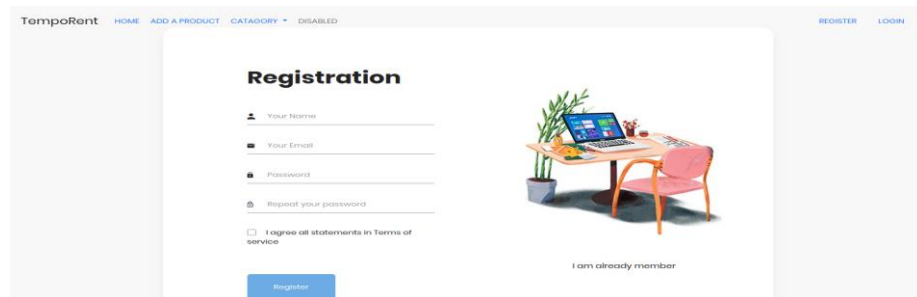 TempoRent HOME ADD A PRODUCT CATAGORY DISABLED REGISTER LOGIN
Registration
Your Name
Your Email
Password
Repeat your password
I agree all statements in Terms of
service
I am already member
Register